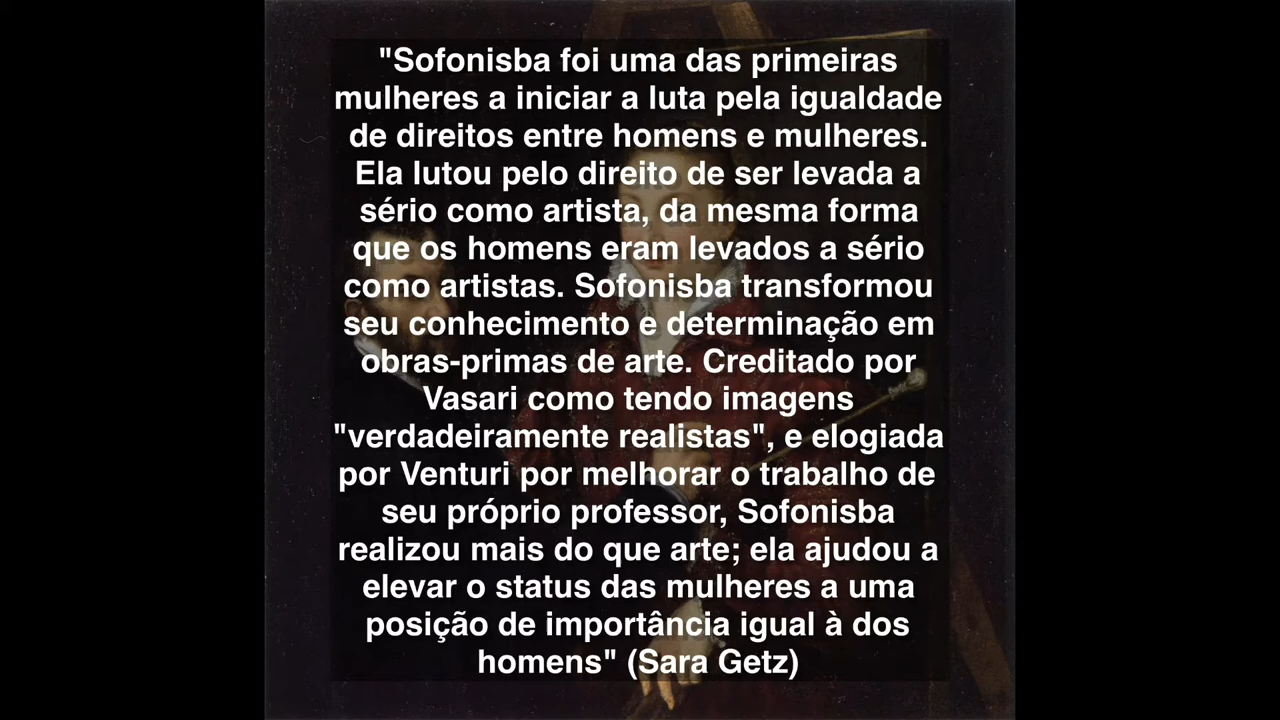 "Sofonisba foi uma das primeiras
mulheres a iniciar a luta pela igualdade
de direitos entre homens e mulheres.
Ela lutou pelo direito de ser levada a
sério como artista, da mesma forma
que os homens eram levados a sério
como artistas. Sofonisba transformou
seu conhecimento e determinação em
obras-primas de arte. Creditado por
Vasari como tendo imagens
"verdadeiramente realistas", e elogiada
por Venturi por melhorar o trabalho de
seu próprio professor, Sofonisba
realizou mais do que arte; ela ajudou a
elevar o status das mulheres a uma
posição de importância igual à dos
homens" (Sara Getz)